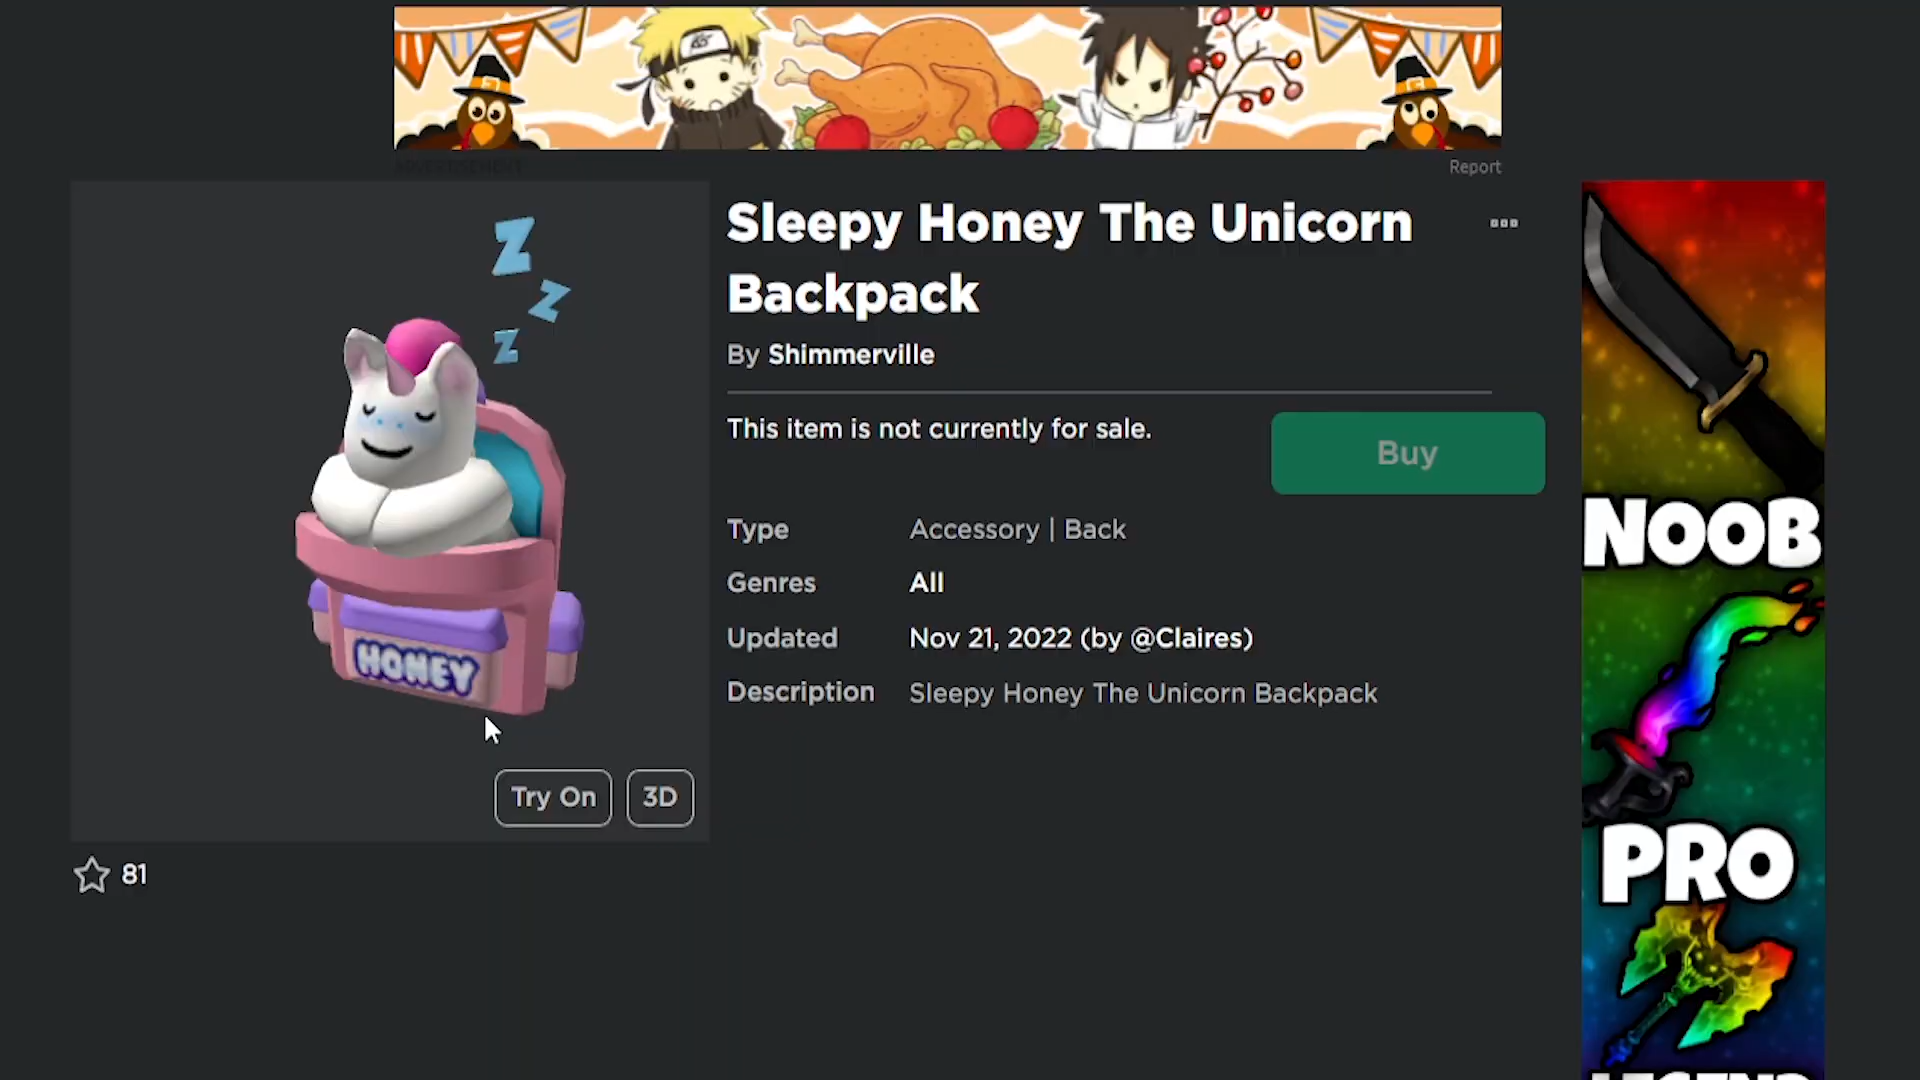 ADVERTISEMENT
Report
Sleepy Honey The Unicorn
Backpack
By Shimmerville
This item is not currently for sale.
Buy
Type Accessory | Back
Genres All
Updated Nov 21, 2022 (by @Claires)
Description Sleepy Honey The Unicorn Backpack
Z
Z
Z
HONEY
Try On 3D
81
NOOB
PRO
LEGEND